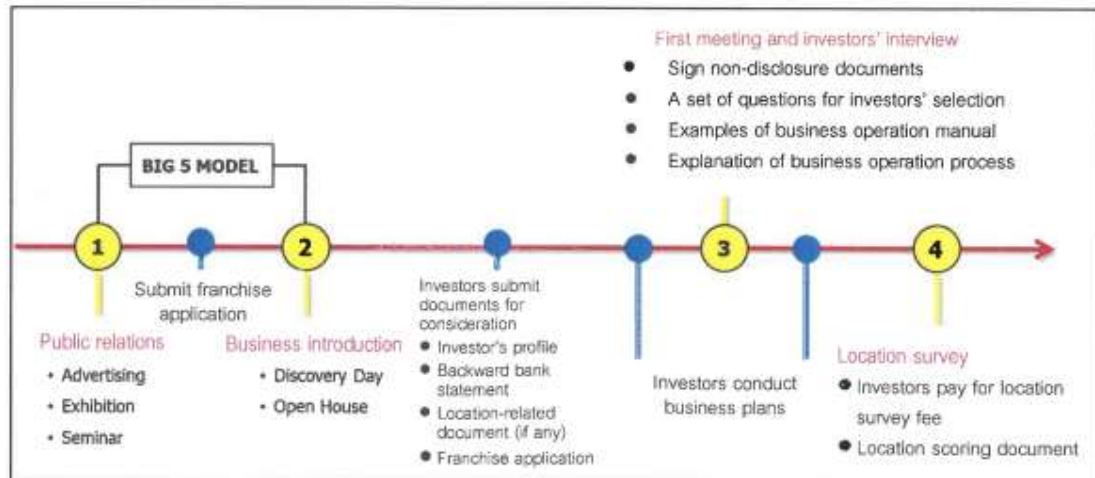 First meeting and investors' interview
● Sign non-disclosure documents
● A set of questions for investors' selection
● Examples of business operation manual
● Explanation of business operation process
BIG 5 MODEL
1
2
3
4
Submit franchise
application
Public relations
• Advertising
• Exhibition
• Seminar
Business introduction
• Discovery Day
• Open House
Investors submit
documents for
consideration
● Investor's profile
● Backward bank
statement
● Location-related
document (if any)
● Franchise application
Investors conduct
business plans
Location survey
● Investors pay for location
survey fee
● Location scoring document